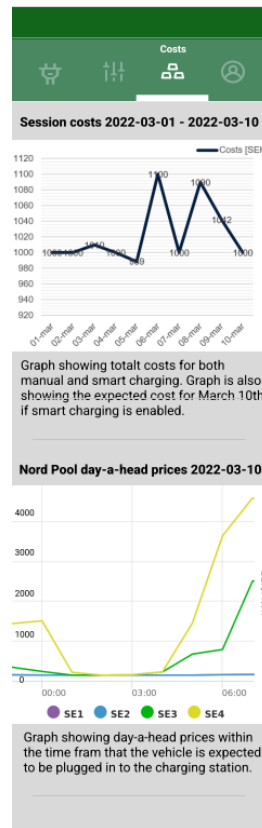 Costs
Session costs 2022-03-01 - 2022-03-10
Costs [SEK
1120
1100
1080
1060
1040
1020
1000
980
960
940
920
1000
1000
1010
1000
989
1100
1000
1090
1042
1000
01-mar
02-mar
03-mar
04-mar
05-mar
06-mar
07-mar
08-mar
09-mar
10-mar
Graph showing totalt costs for both
manual and smart charging. Graph is also
showing the expected cost for March 10th
if smart charging is enabled.
Nord Pool day-a-head prices 2022-03-10
4000
3000
2000
1000
0
00:00
03:00
06:00
SE1 SE2 SE3 SE4
Graph showing day-a-head prices within
the time fram that the vehicle is expected
to be plugged in to the charging station.